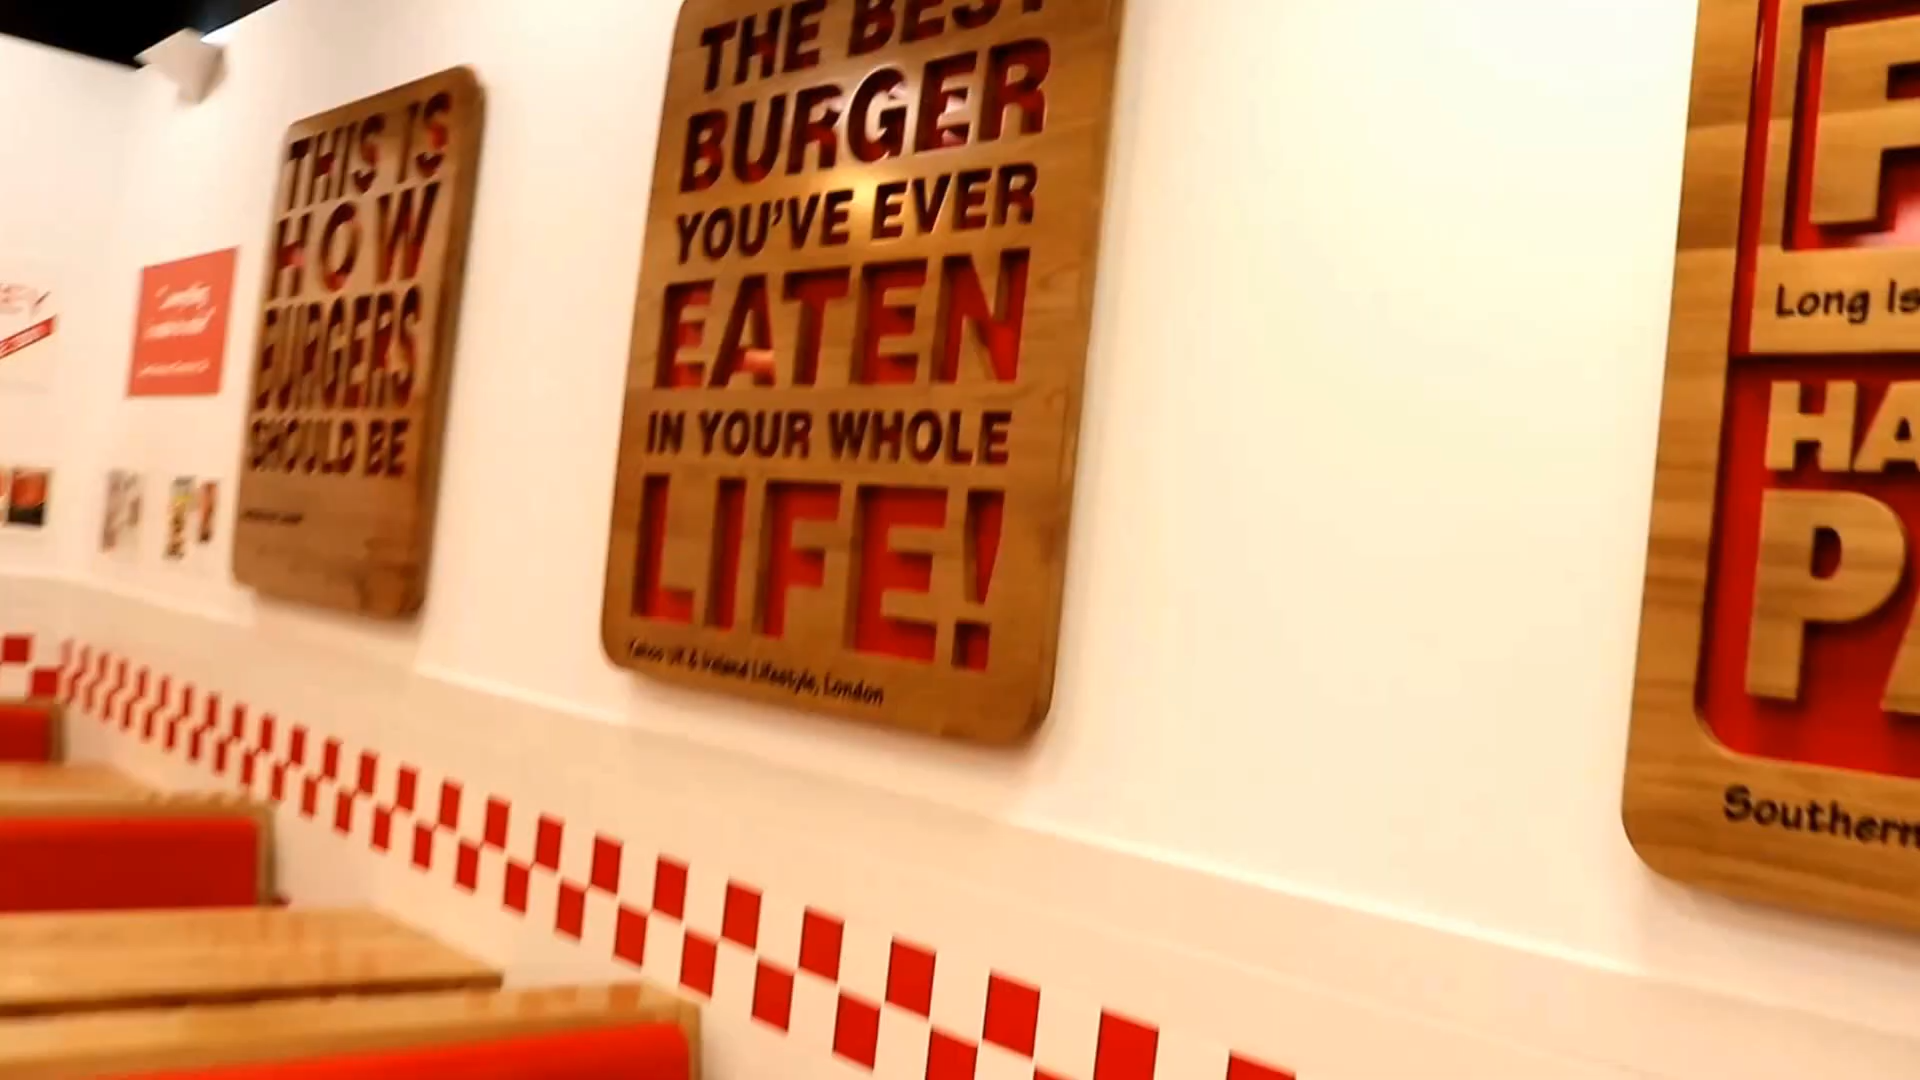 THIS IS
HOW
BURGERS
SHOULD BE
THE BEST
BURGER
YOU'VE EVER
EATEN
IN YOUR WHOLE
LIFE!
Yahoo UK & Ireland Lifestyle, London
F
Long Is
HA
PA
Southern